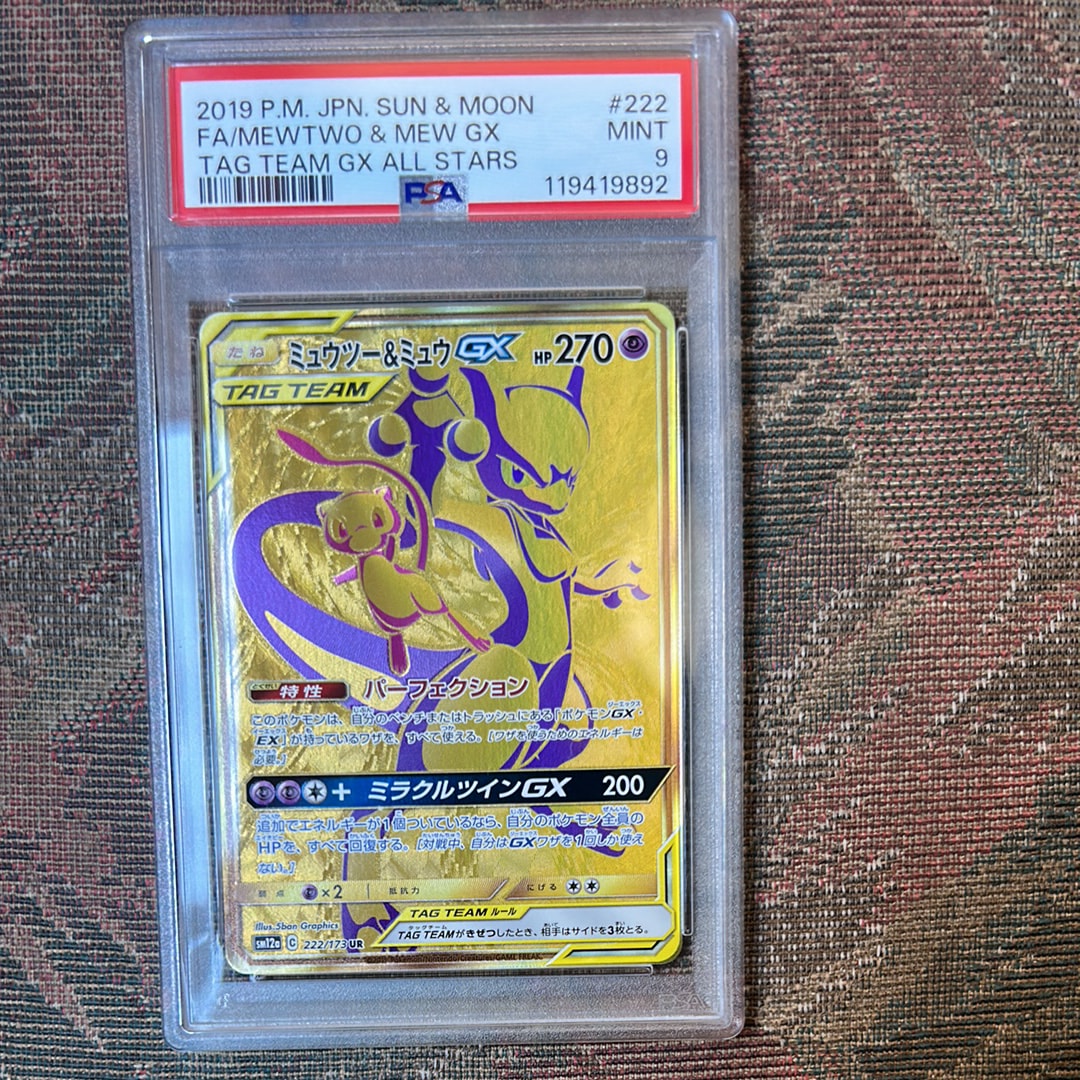 2019 P.M. JPN. SUN & MOON #222
FA/MEWTWO & MEW GX MINT
TAG TEAM GX ALL STARS 9
PSA 119419892
たね ミュウツー&ミュウGX HP 270
TAG TEAM
特性 パーフェクション
このポケモンは、自分のベンチまたはトラッシュにある「ポケモンGX・
EX」が持っているワザを、すべて使える。[ワザを使うためのエネルギーは
必要。]
+ ミラクルツインGX 200
追加でエネルギーが1個ついているなら、自分のポケモン全員の
HPを、すべて回復する。[対戦中、自分はGXワザを1回しか使え
ない。]
弱点 ×2 抵抗力 にげる
TAG TEAM ルール
TAG TEAMがきぜつしたとき、相手はサイドを3枚とる。
Illus. 5ban Graphics
sm12a C 222/173 UR